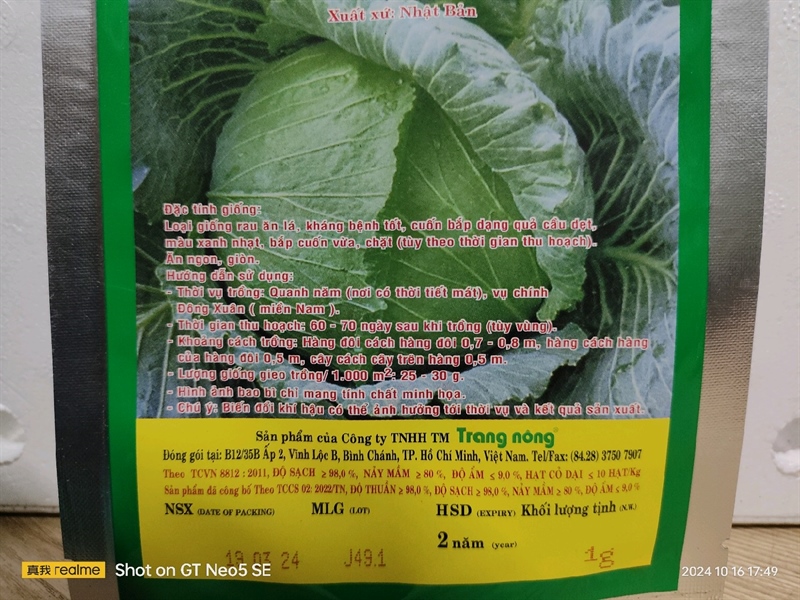 Xuất xứ: Nhật Bản
Đặc tính giống:
Loại giống rau ăn lá, kháng bệnh tốt, cuốn bắp dạng quả cầu dẹt,
màu xanh nhạt, bắp cuốn vừa, chặt (tùy theo thời gian thu hoạch).
Ăn ngon, giòn.
Hướng dẫn sử dụng:
- Thời vụ trồng: Quanh năm (nơi có thời tiết mát), vụ chính
Đông Xuân ( miền Nam ).
- Thời gian thu hoạch: 60 - 70 ngày sau khi trồng (tùy vùng).
- Khoảng cách trồng: Hàng đôi cách hàng đôi 0,7 - 0,8 m, hàng cách hàng
của hàng đôi 0,5 m, cây cách cây trên hàng 0,5 m.
- Lượng giống gieo trồng/ 1.000 m²: 25 - 30 g.
- Hình ảnh bao bì chỉ mang tính chất minh họa.
- Chú ý: Biến đổi khí hậu có thể ảnh hưởng tới thời vụ và kết quả sản xuất.
Sản phẩm của Công ty TNHH TM Trang nông®
Đóng gói tại: B12/35B Ấp 2, Vĩnh Lộc B, Bình Chánh, TP. Hồ Chí Minh, Việt Nam. Tel/Fax: (84.28) 3750 7907
Theo TCVN 8812 : 2011, ĐỘ SẠCH ≥ 98,0 %, NẢY MẦM ≥ 80 %, ĐỘ ẨM ≤ 9,0 %, HẠT CỎ DẠI ≤ 10 HẠT/Kg
Sản phẩm đã công bố Theo TCCS 02: 2022/TN, ĐỘ THUẦN ≥ 98,0 %, ĐỘ SẠCH ≥ 98,0 %, NẢY MẦM ≥ 80 %, ĐỘ ẨM ≤ 9,0 %
NSX (DATE OF PACKING) MLG (LOT) HSD (EXPIRY) Khối lượng tịnh (N.W.)
2 năm (year)
19 03 24 J49.1 1g
真我 realme Shot on GT Neo5 SE
2024 10 16 17:49